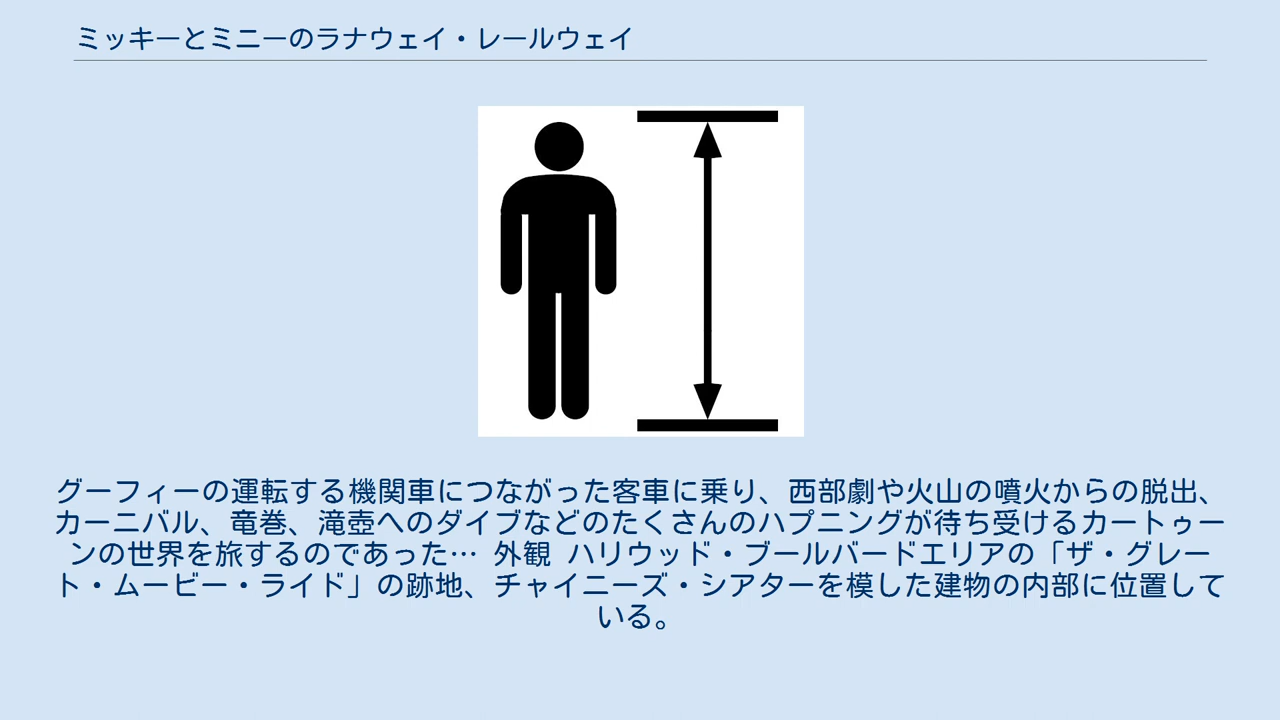 ミッキーとミニーのラナウェイ・レールウェイ
グーフィーの運転する機関車につながった客車に乗り、西部劇や火山の噴火からの脱出、
カーニバル、竜巻、滝壺へのダイブなどのたくさんのハプニングが待ち受けるカートゥー
ンの世界を旅するのであった… 外観 ハリウッド・ブールバードエリアの「ザ・グレー
ト・ムービー・ライド」の跡地、チャイニーズ・シアターを模した建物の内部に位置して
いる。